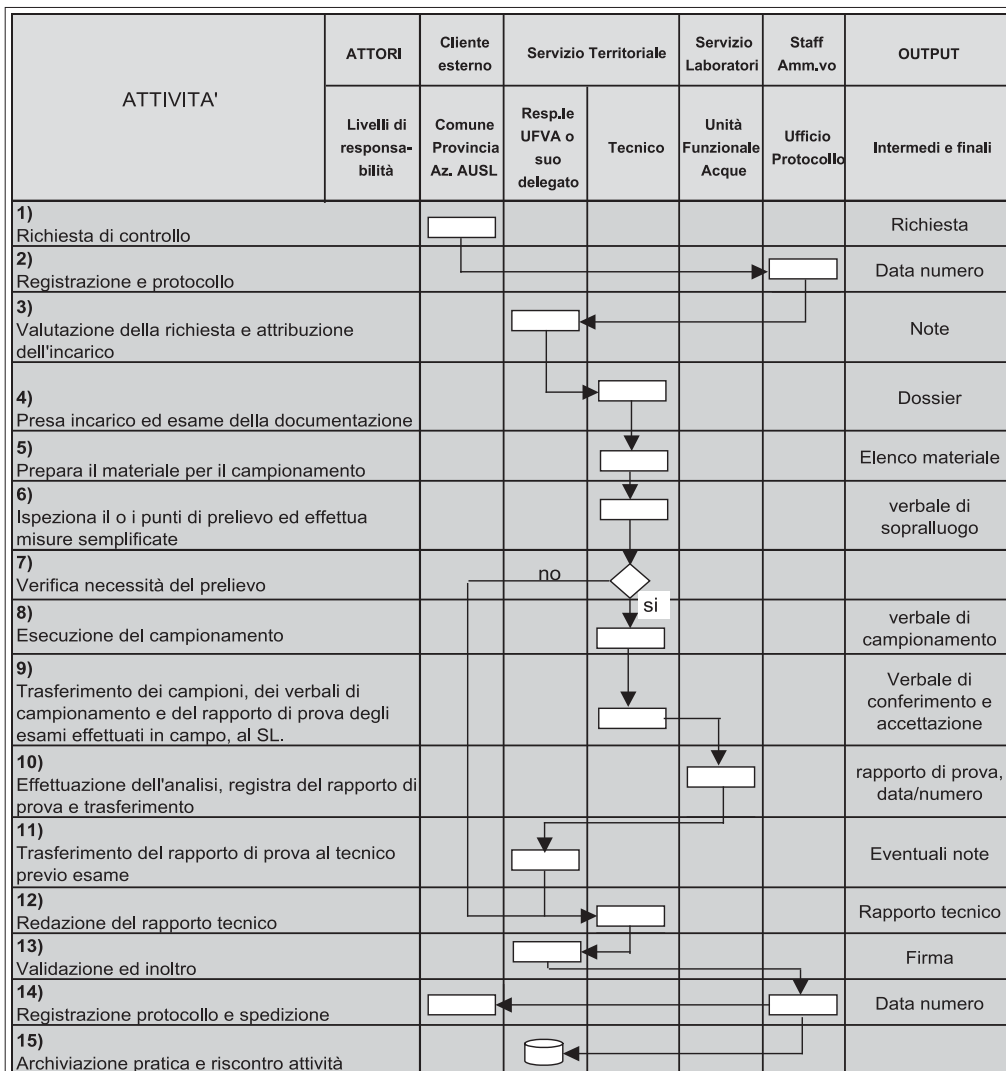 ATTIVITA'
ATTORI
Cliente
esterno
Servizio Territoriale
Servizio
Laboratori
Staff
Amm.vo
OUTPUT
Livelli di
responsa-
bilità
Comune
Provincia
Az. AUSL
Resp.le
UFVA o
suo
delegato
Tecnico
Unità
Funzionale
Acque
Ufficio
Protocollo
Intermedi e finali
1)
Richiesta di controllo
Richiesta
2)
Registrazione e protocollo
Data numero
3)
Valutazione della richiesta e attribuzione
dell'incarico
Note
4)
Presa incarico ed esame della documentazione
Dossier
5)
Prepara il materiale per il campionamento
Elenco materiale
6)
Ispeziona il o i punti di prelievo ed effettua
misure semplificate
verbale di
sopralluogo
7)
Verifica necessità del prelievo
no
si
8)
Esecuzione del campionamento
verbale di
campionamento
9)
Trasferimento dei campioni, dei verbali di
campionamento e del rapporto di prova degli
esami effettuati in campo, al SL.
Verbale di
conferimento e
accettazione
10)
Effettuazione dell'analisi, registra del rapporto di
prova e trasferimento
rapporto di prova,
data/numero
11)
Trasferimento del rapporto di prova al tecnico
previo esame
Eventuali note
12)
Redazione del rapporto tecnico
Rapporto tecnico
13)
Validazione ed inoltro
Firma
14)
Registrazione protocollo e spedizione
Data numero
15)
Archiviazione pratica e riscontro attività